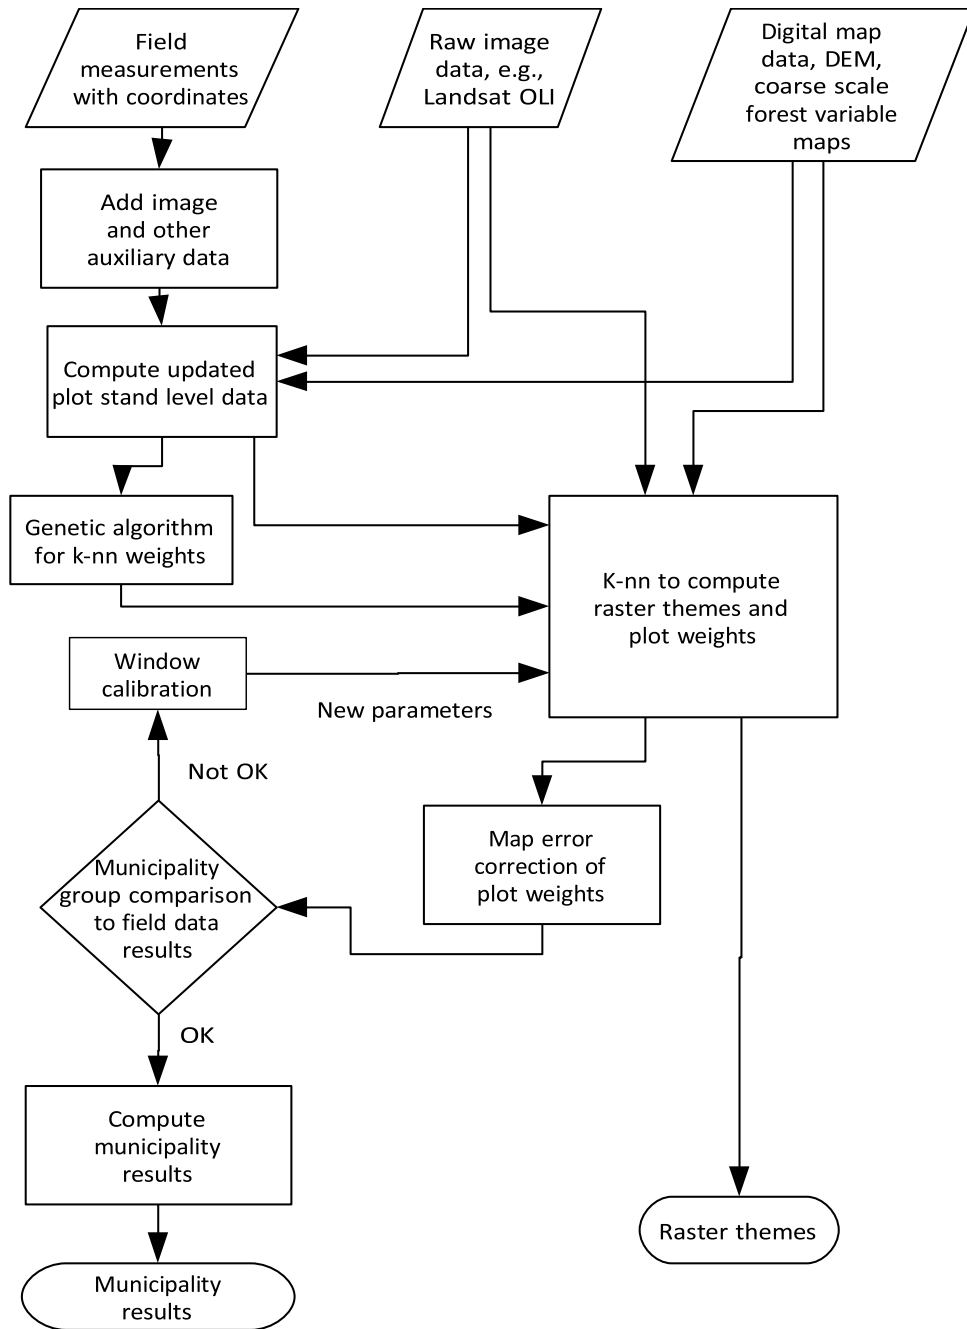 Field
measurements
with coordinates
Raw image
data, e.g.,
Landsat OLI
Digital map
data, DEM,
coarse scale
forest variable
maps
Add image
and other
auxiliary data
Compute updated
plot stand level data
Genetic algorithm
for k-nn weights
K-nn to compute
raster themes and
plot weights
Window
calibration
New parameters
Not OK
Map error
correction of
plot weights
Municipality
group comparison
to field data
results
OK
Compute
municipality
results
Raster themes
Municipality
results